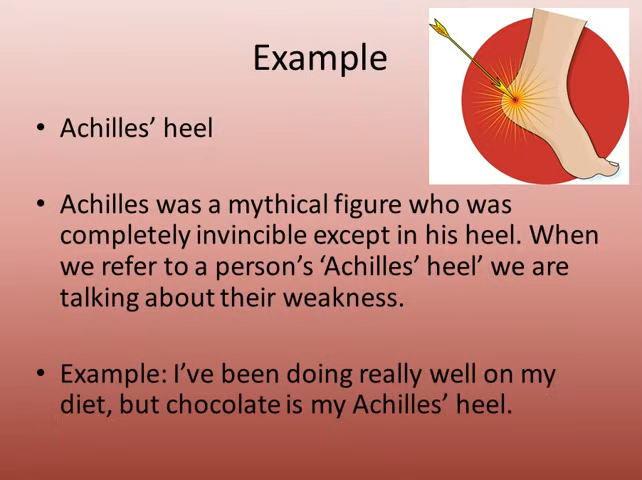 Example
• Achilles’ heel
• Achilles was a mythical figure who was
completely invincible except in his heel. When
we refer to a person’s ‘Achilles’ heel’ we are
talking about their weakness.
• Example: I’ve been doing really well on my
diet, but chocolate is my Achilles’ heel.